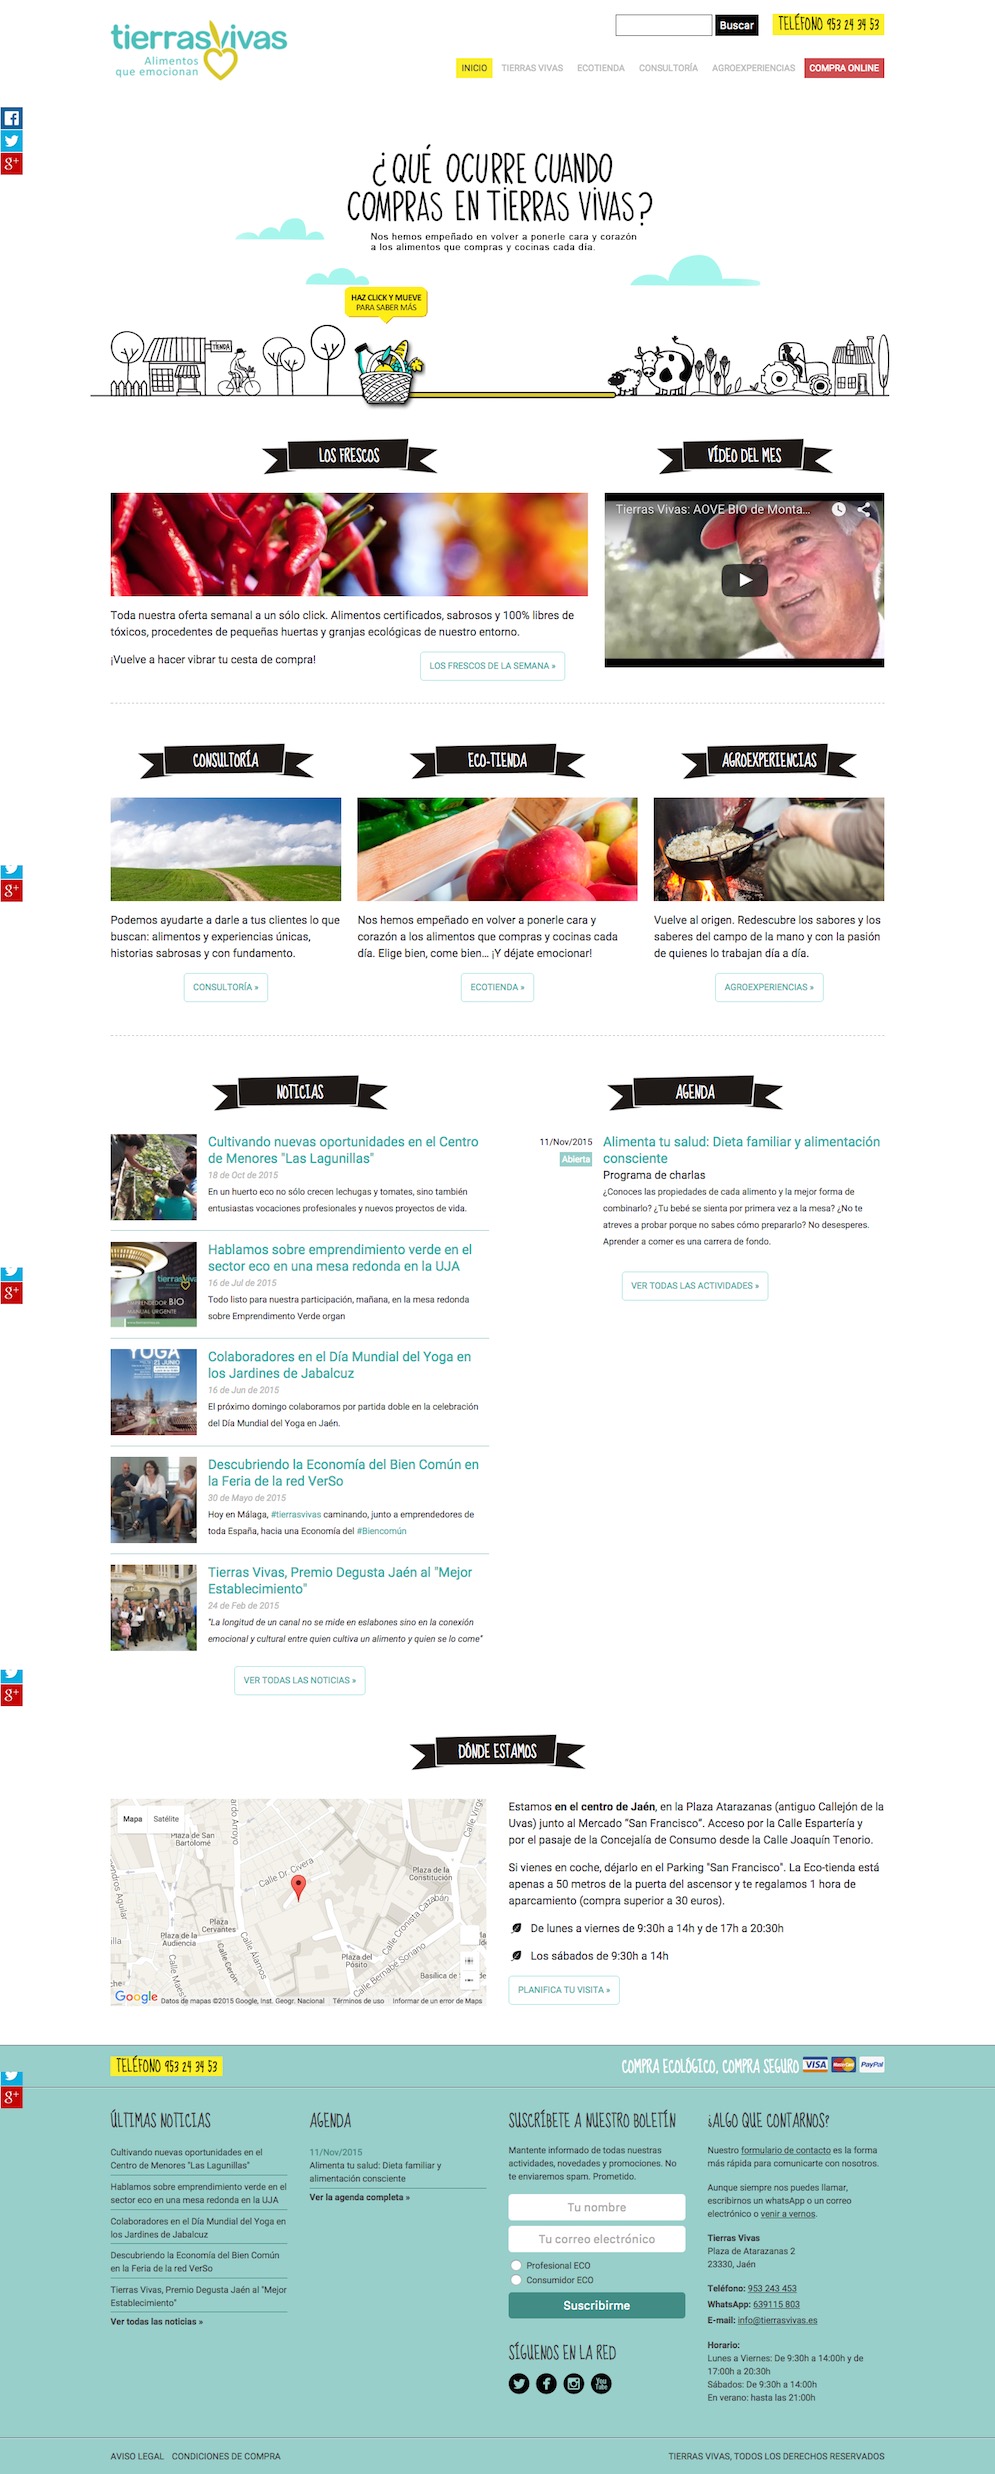 tierrasvivas
Alimentos
que emocionan
Buscar
TELÉFONO 953 24 34 53
INICIO
TIERRAS VIVAS
ECOTIENDA
CONSULTORÍA
AGROEXPERIENCIAS
COMPRA ONLINE
¿QUÉ OCURRE CUANDO
COMPRAS EN TIERRAS VIVAS?
Nos hemos empeñado en volver a ponerle cara y corazón
a los alimentos que compras y cocinas cada día.
HAZ CLICK Y MUEVE
PARA SABER MÁS
TIENDA
LOS FRESCOS
Toda nuestra oferta semanal a un sólo click. Alimentos certificados, sabrosos y 100% libres de
tóxicos, procedentes de pequeñas huertas y granjas ecológicas de nuestro entorno.
¡Vuelve a hacer vibrar tu cesta de compra!
LOS FRESCOS DE LA SEMANA »
VÍDEO DEL MES
Tierras Vivas: AOVE BIO de Monta...
CONSULTORÍA
Podemos ayudarte a darle a tus clientes lo que
buscan: alimentos y experiencias únicas,
historias sabrosas y con fundamento.
CONSULTORÍA »
ECO-TIENDA
Nos hemos empeñado en volver a ponerle cara y
corazón a los alimentos que compras y cocinas cada
día. Elige bien, come bien... ¡Y déjate emocionar!
ECOTIENDA »
AGROEXPERIENCIAS
Vuelve al origen. Redescubre los sabores y los
saberes del campo de la mano y con la pasión
de quienes lo trabajan día a día.
AGROEXPERIENCIAS »
NOTICIAS
Cultivando nuevas oportunidades en el Centro
de Menores "Las Lagunillas"
18 de Oct de 2015
En un huerto eco no sólo crecen lechugas y tomates, sino también
entusiastas vocaciones profesionales y nuevos proyectos de vida.
tierrasviva
EMPRENDEDOR BIO
MANUAL URGENTE
Hablamos sobre emprendimiento verde en el
sector eco en una mesa redonda en la UJA
16 de Jul de 2015
Todo listo para nuestra participación, mañana, en la mesa redonda
sobre Emprendimento Verde organ
YOGA
21 JUNIO
Colaboradores en el Día Mundial del Yoga en
los Jardines de Jabalcuz
16 de Jun de 2015
El próximo domingo colaboramos por partida doble en la celebración
del Día Mundial del Yoga en Jaén.
Descubriendo la Economía del Bien Común en
la Feria de la red VerSo
30 de Mayo de 2015
Hoy en Málaga, #tierrasvivas caminando, junto a emprendedores de
toda España, hacia una Economía del #Biencomún
Tierras Vivas, Premio Degusta Jaén al "Mejor
Establecimiento"
24 de Feb de 2015
"La longitud de un canal no se mide en eslabones sino en la conexión
emocional y cultural entre quien cultiva un alimento y quien se lo come"
VER TODAS LAS NOTICIAS »
AGENDA
11/Nov/2015
Abierta
Alimenta tu salud: Dieta familiar y alimentación
consciente
Programa de charlas
¿Conoces las propiedades de cada alimento y la mejor forma de
combinarlo? ¿Tu bebé se sienta por primera vez a la mesa? ¿No te
atreves a probar porque no sabes cómo prepararlo? No desesperes.
Aprender a comer es una carrera de fondo.
VER TODAS LAS ACTIVIDADES »
DÓNDE ESTAMOS
Mapa
Satélite
Plaza de San
Bartolomé
Calle Dr. Civera
Plaza de la
Constitución
Plaza
Cervantes
Plaza de la
Audiencia
Calle Cerón
Calle Álamos
Plaza del
Pósito
Calle Cronista Cazabán
Calle Bernabé Soriano
Google
Datos de mapas ©2015 Google, Inst. Geogr. Nacional
Términos de uso
Informar de un error de Maps
Estamos en el centro de Jaén, en la Plaza Atarazanas (antiguo Callejón de la
Uvas) junto al Mercado "San Francisco". Acceso por la Calle Espartería y
por el pasaje de la Concejalía de Consumo desde la Calle Joaquín Tenorio.
Si vienes en coche, déjarlo en el Parking "San Francisco". La Eco-tienda está
apenas a 50 metros de la puerta del ascensor y te regalamos 1 hora de
aparcamiento (compra superior a 30 euros).
De lunes a viernes de 9:30h a 14h y de 17h a 20:30h
Los sábados de 9:30h a 14h
PLANIFICA TU VISITA »
TELÉFONO 953 24 34 53
COMPRA ECOLÓGICO, COMPRA SEGURO
VISA
MasterCard
PayPal
ÚLTIMAS NOTICIAS
Cultivando nuevas oportunidades en el
Centro de Menores "Las Lagunillas"
Hablamos sobre emprendimiento verde en el
sector eco en una mesa redonda en la UJA
Colaboradores en el Día Mundial del Yoga en
los Jardines de Jabalcuz
Descubriendo la Economía del Bien Común
en la Feria de la red VerSo
Tierras Vivas, Premio Degusta Jaén al "Mejor
Establecimiento"
Ver todas las noticias »
AGENDA
11/Nov/2015
Alimenta tu salud: Dieta familiar y
alimentación consciente
Ver la agenda completa »
SUSCRÍBETE A NUESTRO BOLETÍN
Mantente informado de todas nuestras
actividades, novedades y promociones. No
te enviaremos spam. Prometido.
Tu nombre
Tu correo electrónico
Profesional ECO
Consumidor ECO
Suscribirme
SÍGUENOS EN LA RED
You Tube
¿ALGO QUE CONTARNOS?
Nuestro formulario de contacto es la forma
más rápida para comunicarte con nosotros.
Aunque siempre nos puedes llamar,
escribirnos un whatsApp o un correo
electrónico o venir a vernos.
Tierras Vivas
Plaza de Atarazanas 2
23330, Jaén
Teléfono: 953 243 453
WhatsApp: 639115 803
E-mail: info@tierrasvivas.es
Horario:
Lunes a Viernes: De 9:30h a 14:00h y de
17:00h a 20:30h
Sábados: De 9:30h a 14:00h
En verano: hasta las 21:00h
AVISO LEGAL
CONDICIONES DE COMPRA
TIERRAS VIVAS, TODOS LOS DERECHOS RESERVADOS